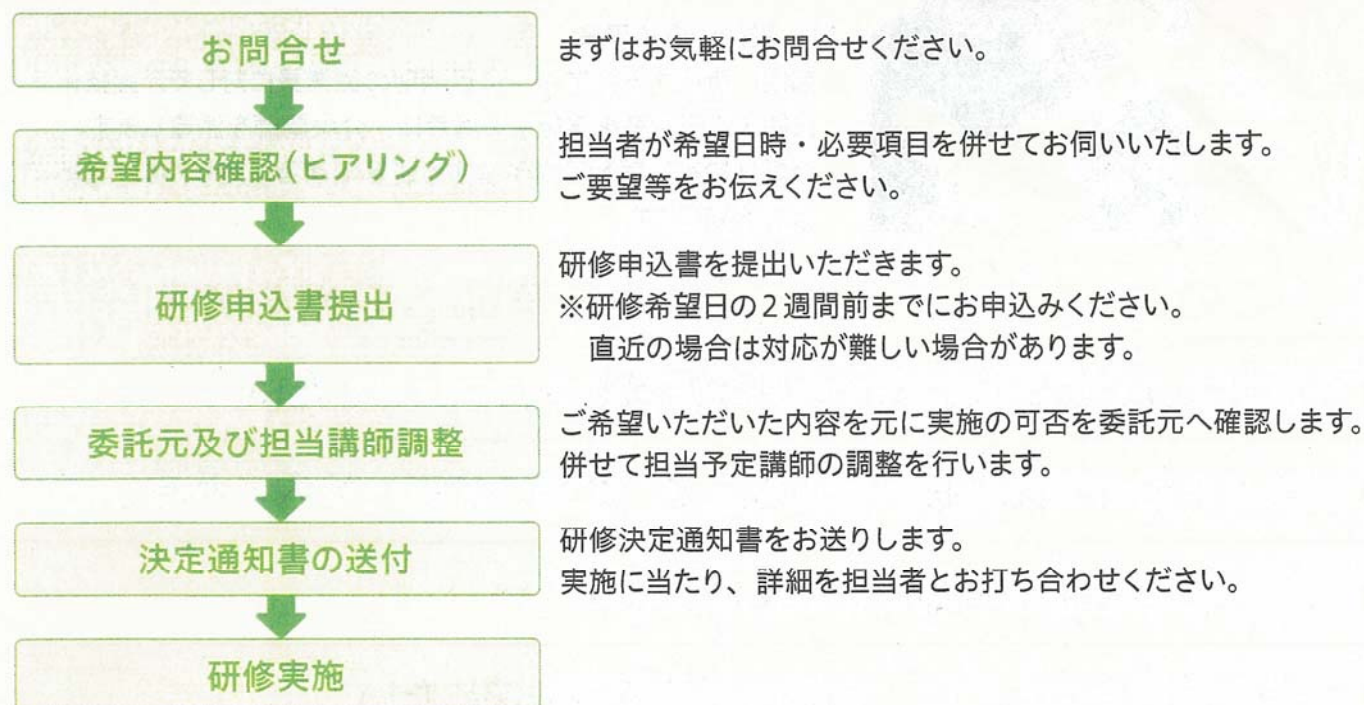 お問合せ
まずはお気軽にお問合せください。
希望内容確認(ヒアリング)
担当者が希望日時・必要項目を併せてお伺いいたします。
ご要望等をお伝えください。
研修申込書提出
研修申込書を提出いただきます。
※研修希望日の2週間前までにお申込みください。
直近の場合は対応が難しい場合があります。
委託元及び担当講師調整
ご希望いただいた内容を元に実施の可否を委託元へ確認します。
併せて担当予定講師の調整を行います。
決定通知書の送付
研修決定通知書をお送りします。
実施に当たり、詳細を担当者とお打ち合わせください。
研修実施